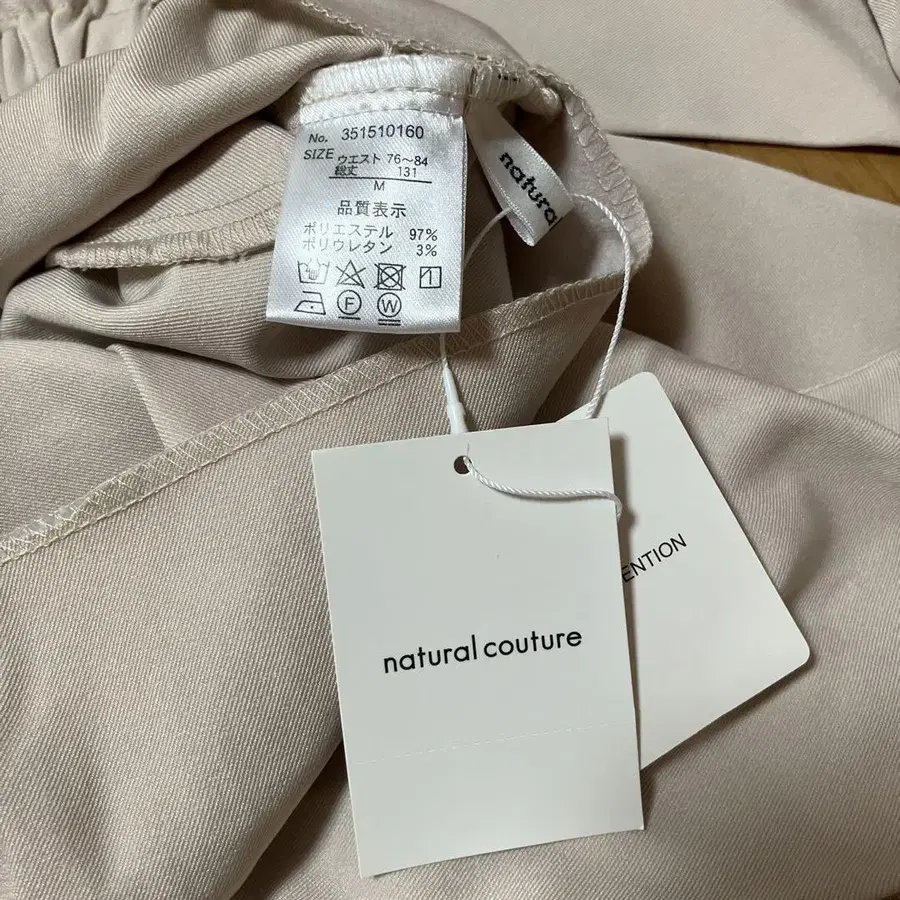 No. 351510160
SIZE ウエスト 76～84
総丈 131
M
品質表示
ポリエステル 97%
ポリウレタン 3%
F W
natural
natural couture
ENTION